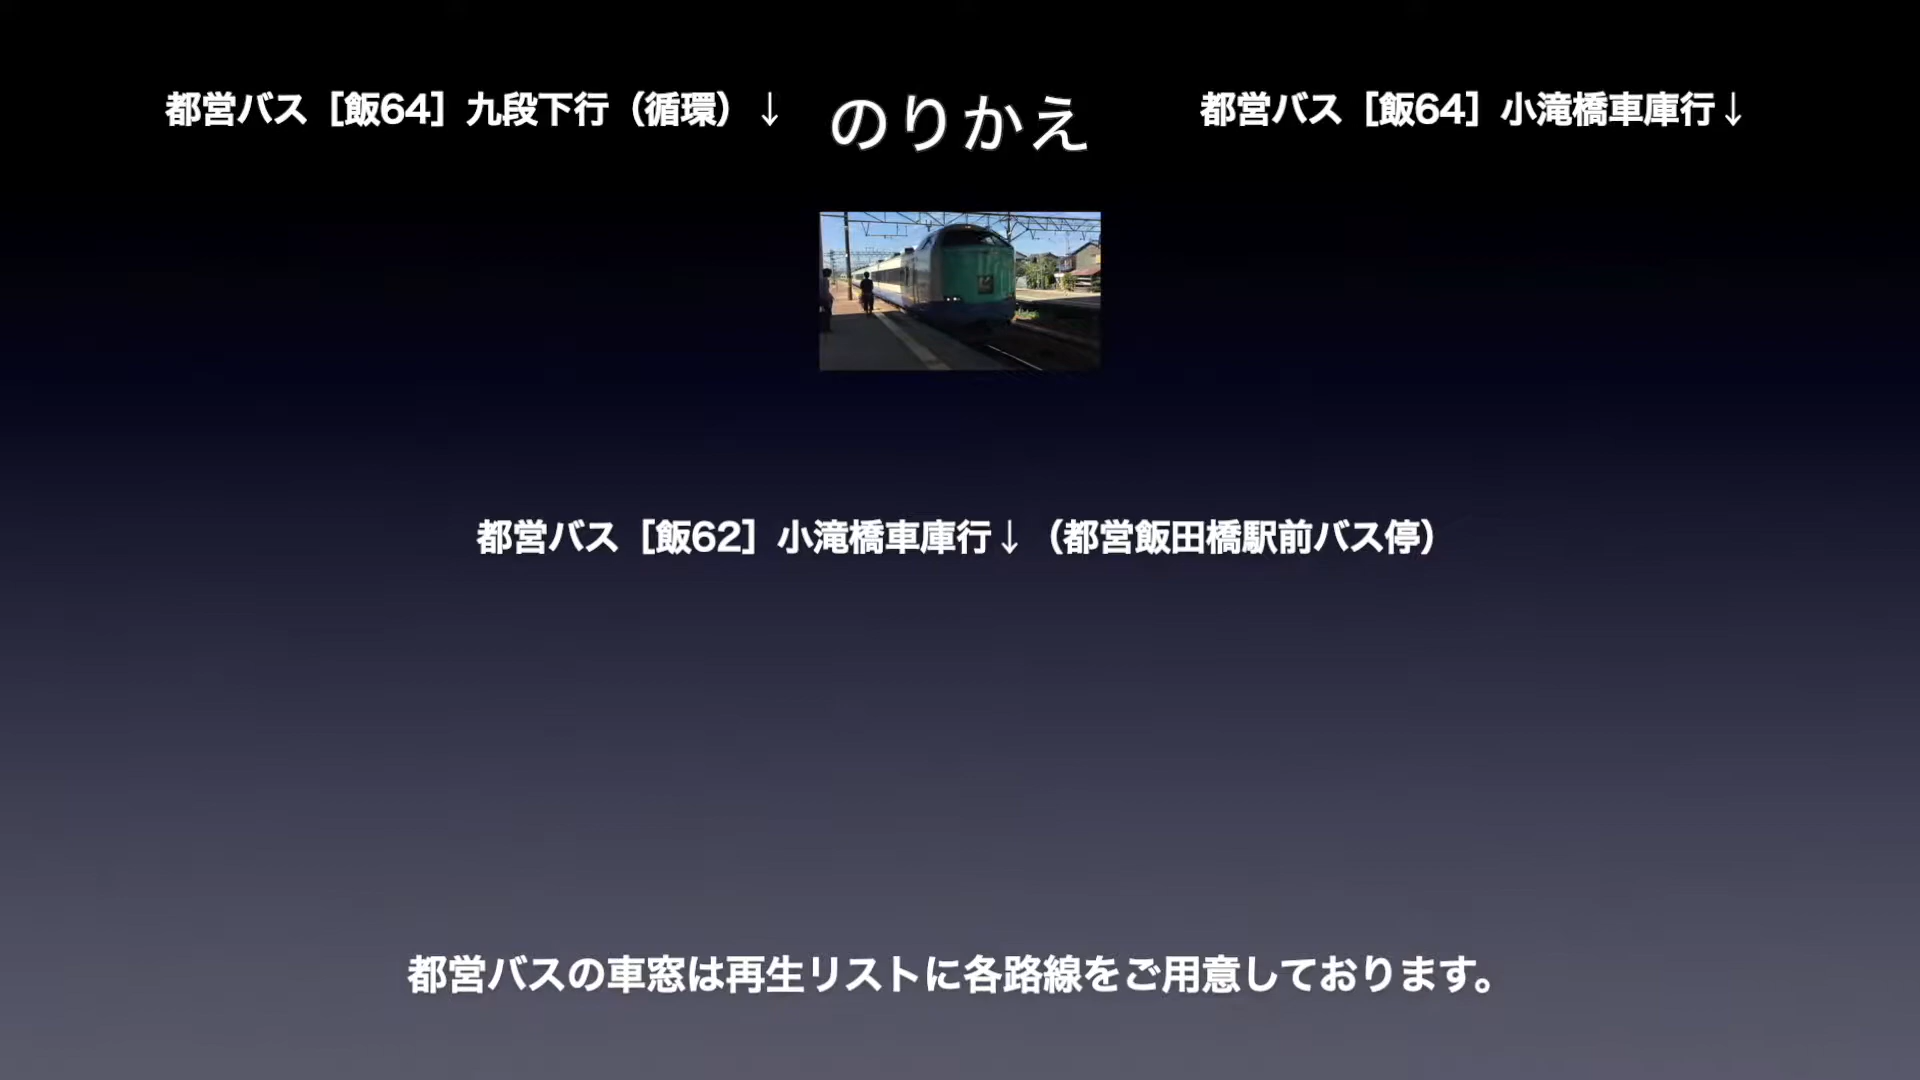 都営バス［飯64］九段下行（循環）↓
のりかえ
都営バス［飯64］小滝橋車庫行↓
都営バス［飯62］小滝橋車庫行↓（都営飯田橋駅前バス停）
都営バスの車窓は再生リストに各路線をご用意しております。